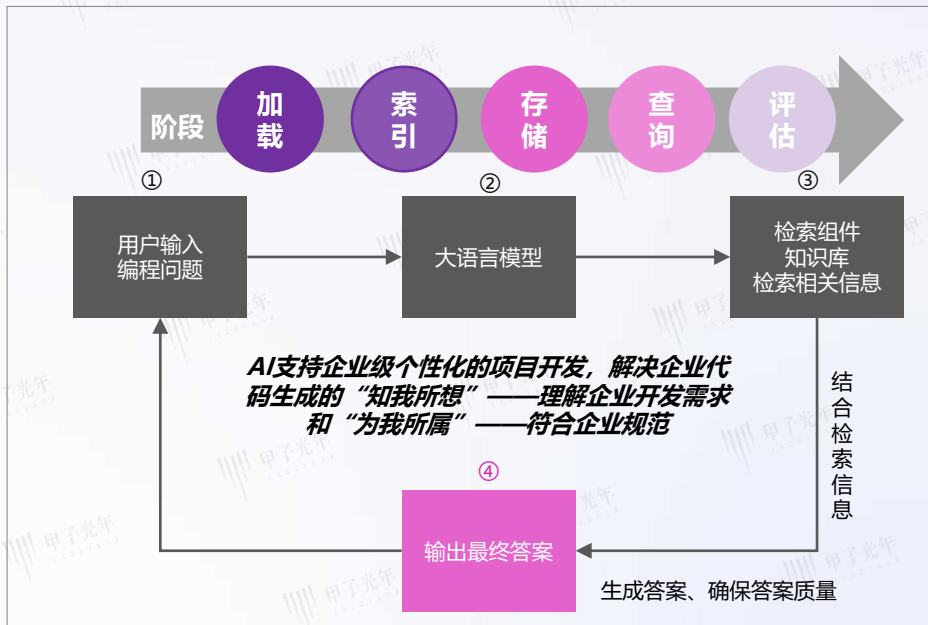 阶段
加载
索引
存储
查询
评估
①
②
③
用户输入
编程问题
大语言模型
检索组件
知识库
检索相关信息
AI支持企业级个性化的项目开发，解决企业代
码生成的“知我所想”——理解企业开发需求
和“为我所属”——符合企业规范
结合检索信息
④
输出最终答案
生成答案、确保答案质量
甲子光年